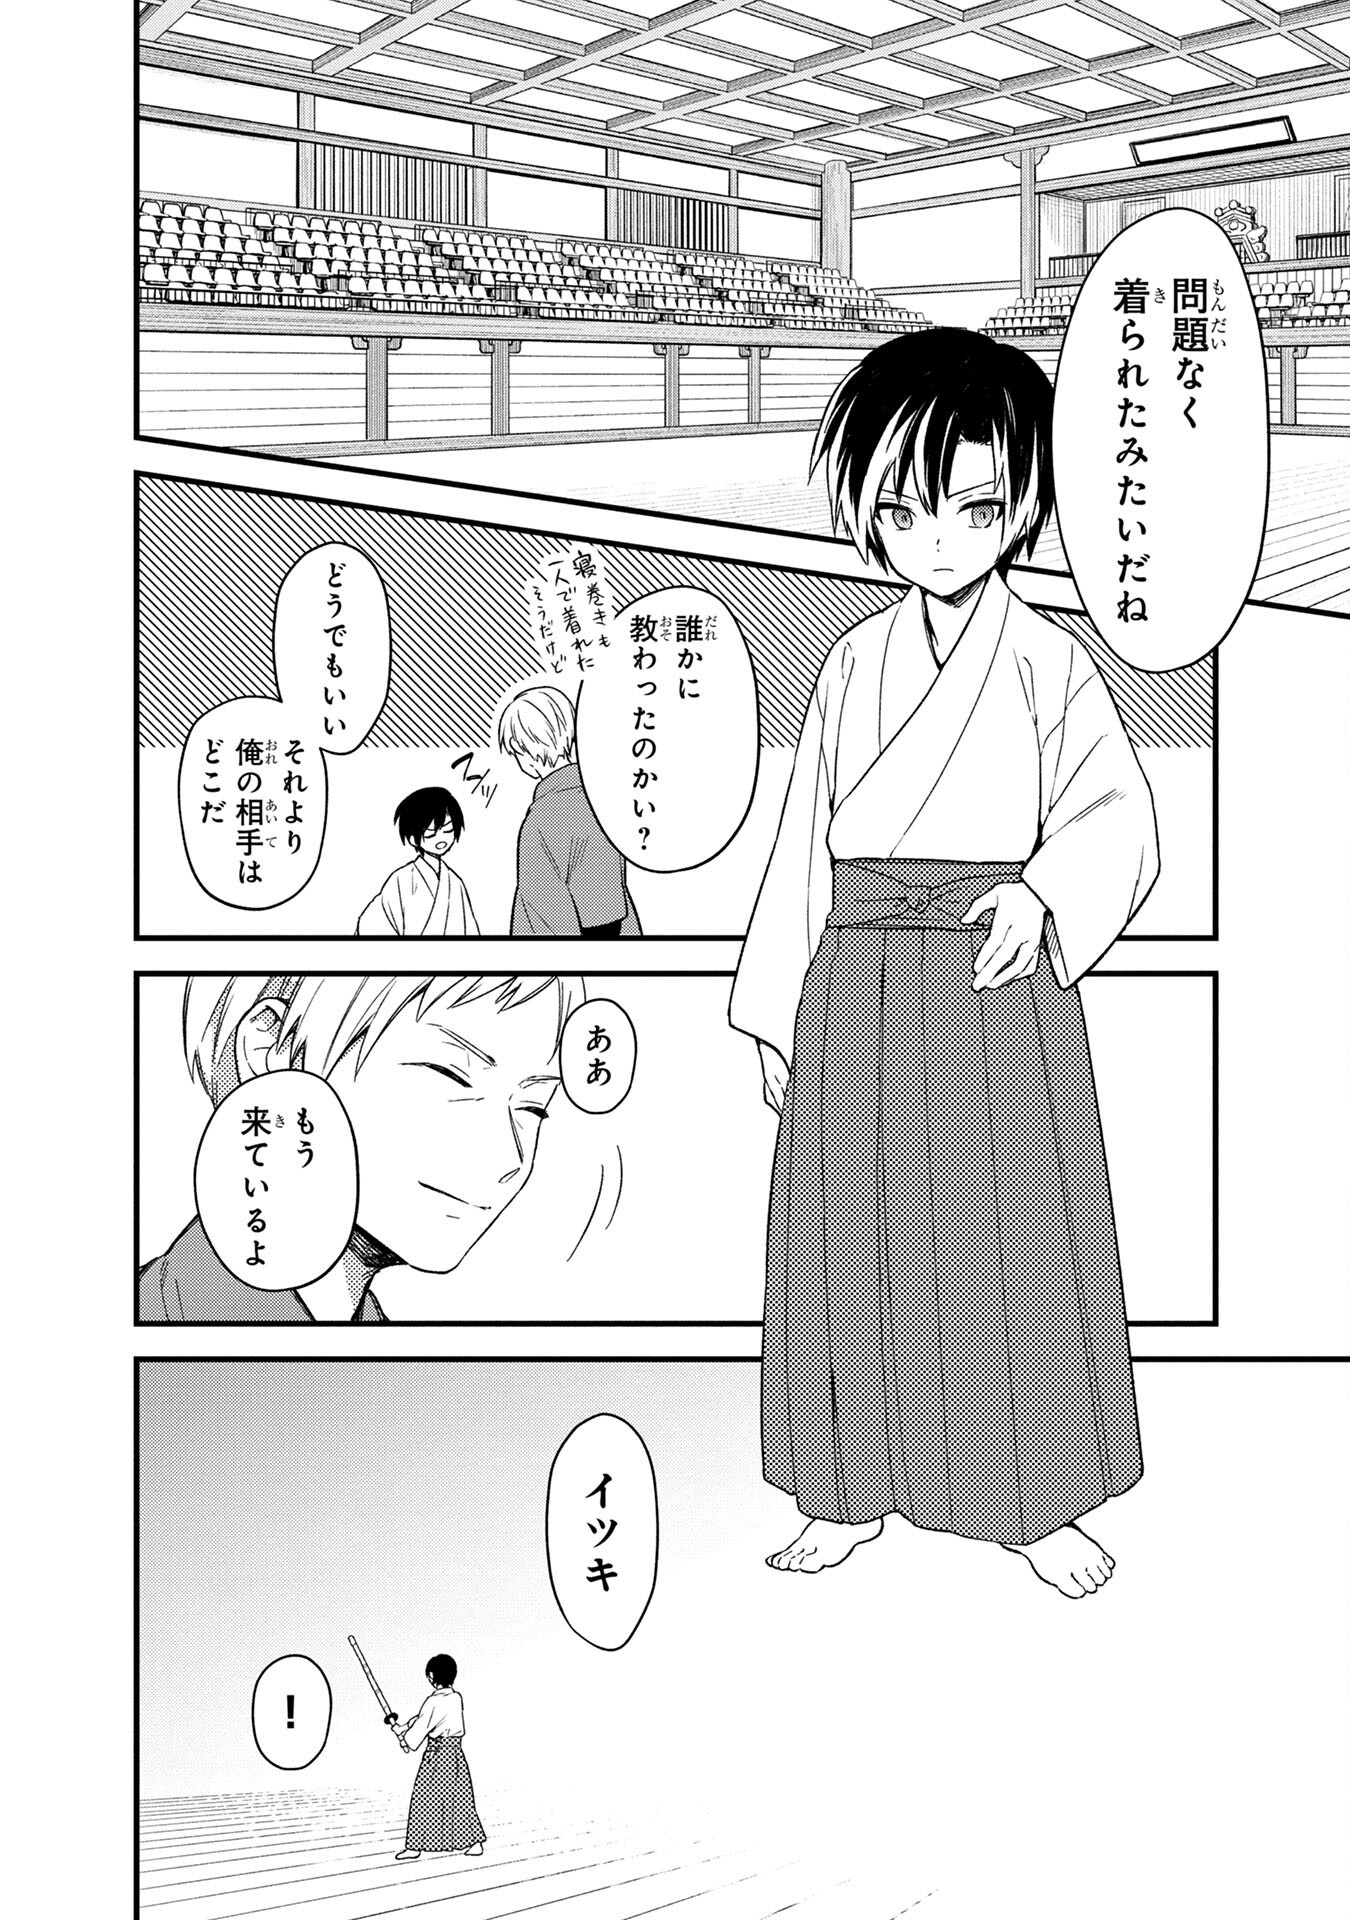 問題なく
着られたみたいだね
誰かに
教わったのかい?
寝巻きも
一人で着れた
そうだけど
どうでもいい
それより
俺の相手は
どこだ
ああ
もう
来ているよ
イツキ
!